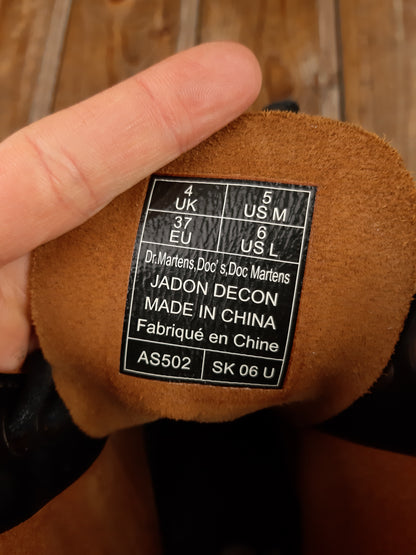 4 UK
5 US M
37 EU
6 US L
Dr.Martens,Doc's,Doc Martens
JADON DECON
MADE IN CHINA
Fabriqué en Chine
AS502
SK 06 U